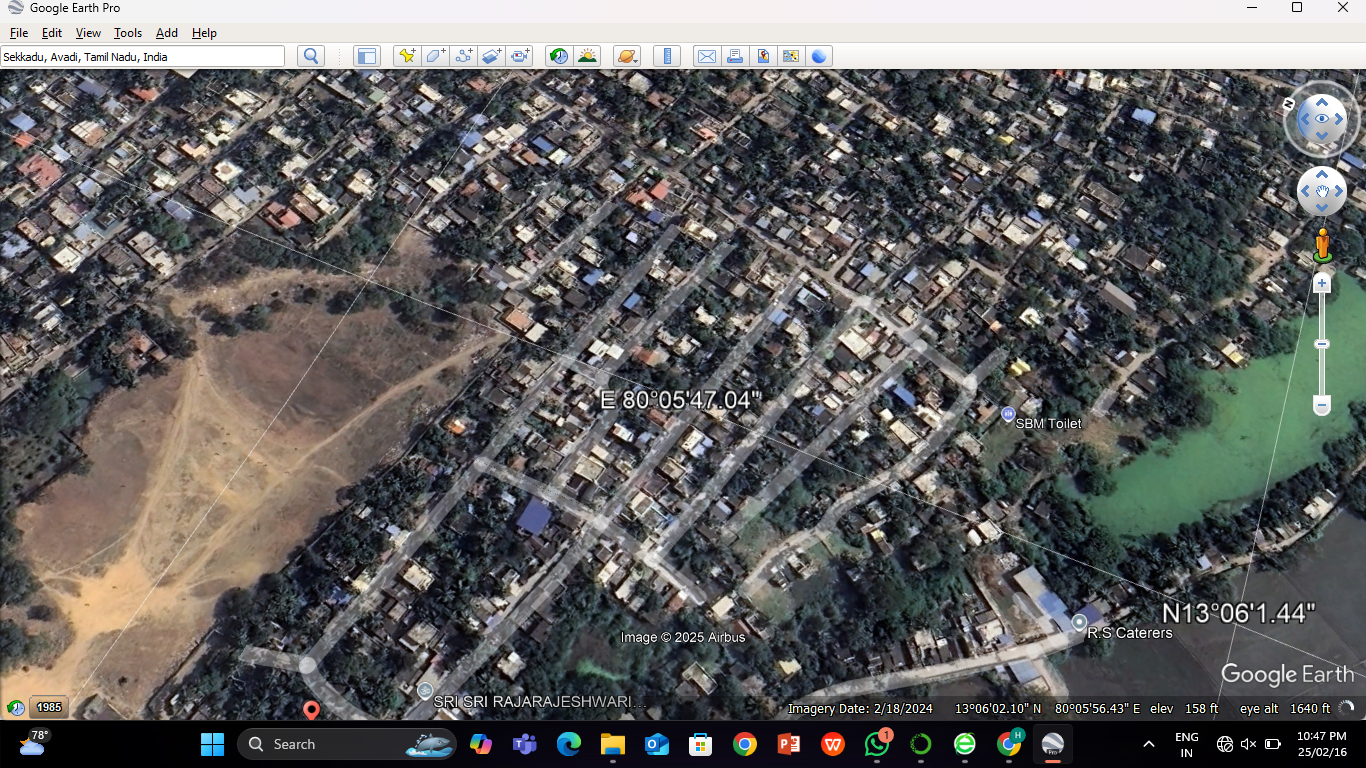 Google Earth Pro
File Edit View Tools Add Help
Sekkadu, Avadi, Tamil Nadu, India
N
E 80°05'47.04"
SBM Toilet
N13°06'1.44"
R.S Caterers
Image © 2025 Airbus
Google Earth
SRI SRI RAJARAJESHWARI...
1985
Imagery Date: 2/18/2024 13°06'02.10" N 80°05'56.43" E elev 158 ft eye alt 1640 ft
78°
Search
1
H
Pro
ENG
IN
10:47 PM
25/02/16